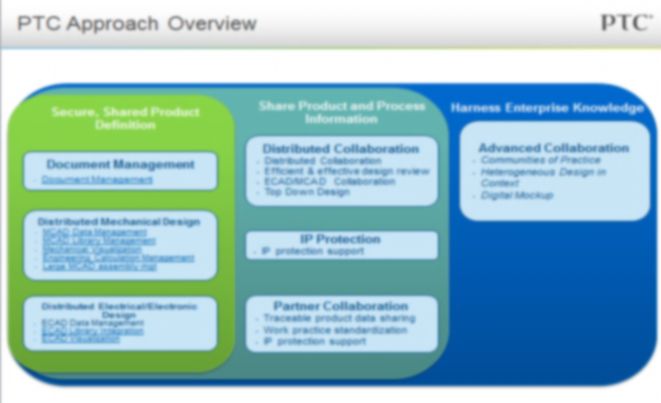 PTC Approach Overview
PTC
Secure, Shared Product
Definition
Document Management
- Document Management
Distributed Mechanical Design
- MCAD Data Management
- MCAD Library Management
- Mechanical Visualization
- Engineering Calculation Management
- Large MCAD assembly mgt
Distributed Electrical/Electronic
Design
- ECAD Data Management
- ECAD Library Integration
- ECAD Visualization
Share Product and Process
Information
Distributed Collaboration
- Distributed Collaboration
- Efficient & effective design review
- ECAD/MCAD Collaboration
- Top Down Design
IP Protection
- IP protection support
Partner Collaboration
- Traceable product data sharing
- Work practice standardization
- IP protection support
Harness Enterprise Knowledge
Advanced Collaboration
- Communities of Practice
- Heterogeneous Design in
Context
- Digital Mockup